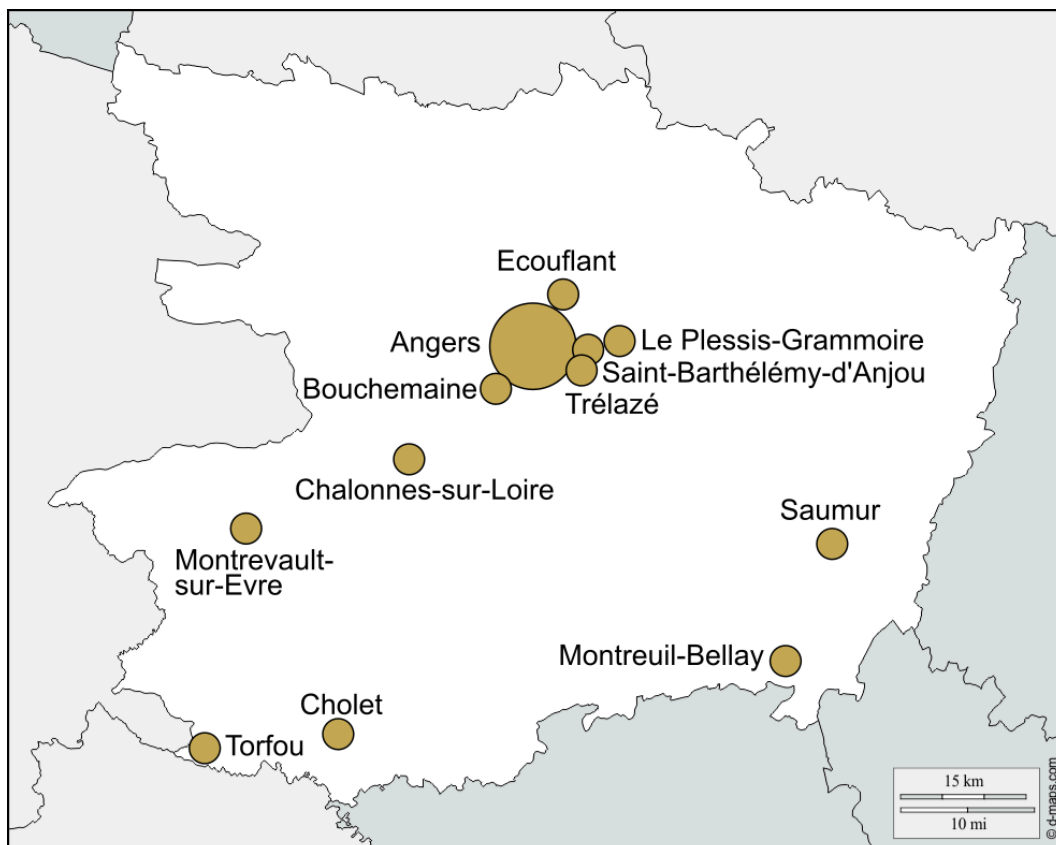 Ecouflant
Angers
Le Plessis-Grammoire
Saint-Barthélémy-d'Anjou
Bouchemaine
Trélazé
Chalonnes-sur-Loire
Saumur
Montrevault-
sur-Evre
Montreuil-Bellay
Cholet
Torfou
15 km
10 mi
© d-maps.com